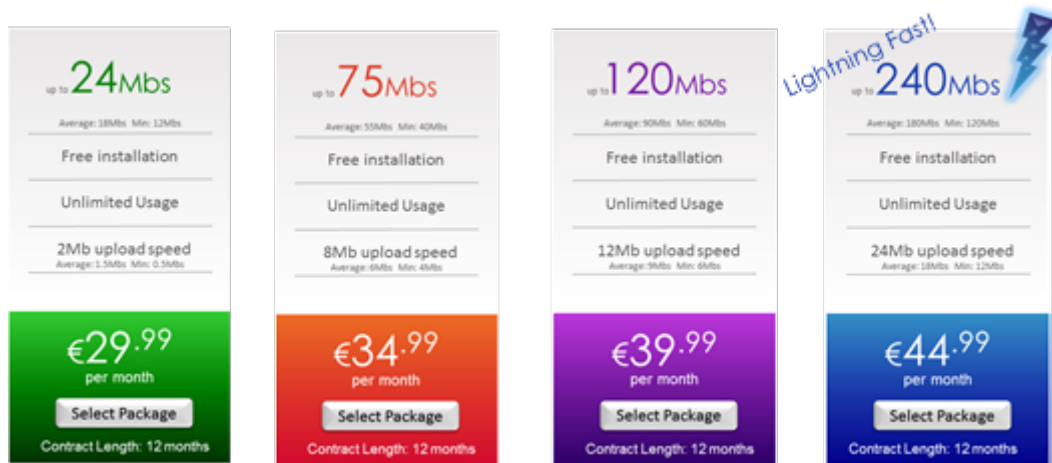 up to 24Mbs
Average: 18Mbs Min: 12Mbs
Free installation
Unlimited Usage
2Mb upload speed
Average: 1.5Mbs Min: 0.5Mbs
€29.99
per month
Select Package
Contract Length: 12 months
up to 75Mbs
Average: 55Mbs Min: 40Mbs
Free installation
Unlimited Usage
8Mb upload speed
Average: 6Mbs Min: 4Mbs
€34.99
per month
Select Package
Contract Length: 12 months
up to 120Mbs
Average: 90Mbs Min: 60Mbs
Free installation
Unlimited Usage
12Mb upload speed
Average: 9Mbs Min: 6Mbs
€39.99
per month
Select Package
Contract Length: 12 months
Lightning Fast!
up to 240Mbs
Average: 180Mbs Min: 120Mbs
Free installation
Unlimited Usage
24Mb upload speed
Average: 18Mbs Min: 12Mbs
€44.99
per month
Select Package
Contract Length: 12 months